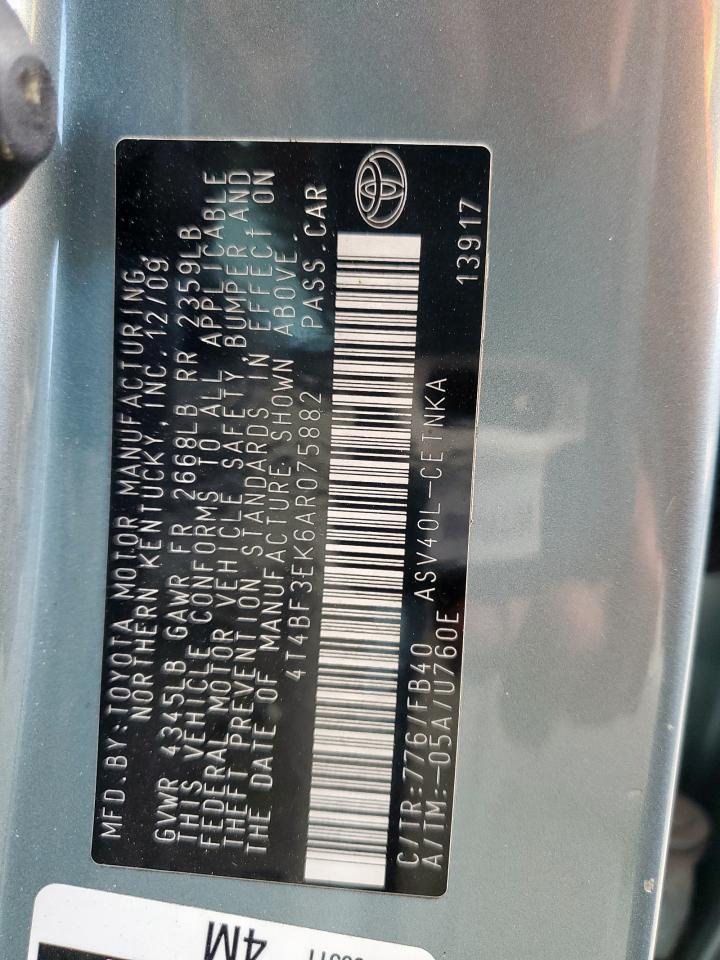 MFD.BY:TOYOTA MOTOR MANUFACTURING,
NORTHERN KENTUCKY,INC.12/09
GVWR 4345LB GAWR FR 2668LB RR 2359LB
THIS VEHICLE CONFORMS TO ALL APPLICABLE
FEDERAL MOTOR VEHICLE SAFETY,BUMPER AND
THEFT PREVENTION STANDARDS IN EFFECT ON
THE DATE OF MANUFACTURE SHOWN ABOVE.
4T4BF3EK6AR075882 PASS.CAR
C/TR:776/FB40 ASV40L-CETNKA
A/TM:-05A/U760E 13917
4M